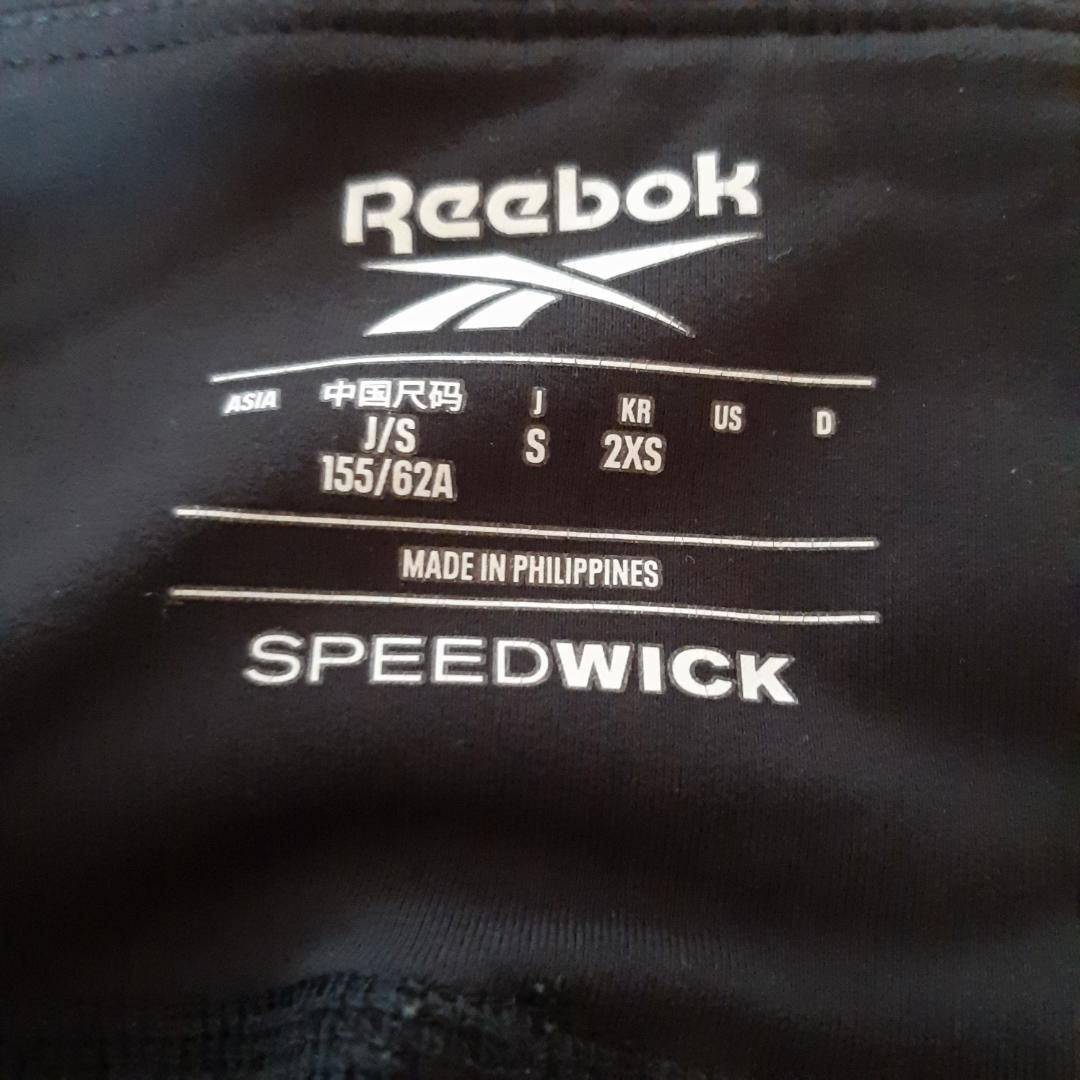 Reebok
ASIA 中国尺码 J KR US D
J/S S 2XS
155/62A
MADE IN PHILIPPINES
SPEEDWICK